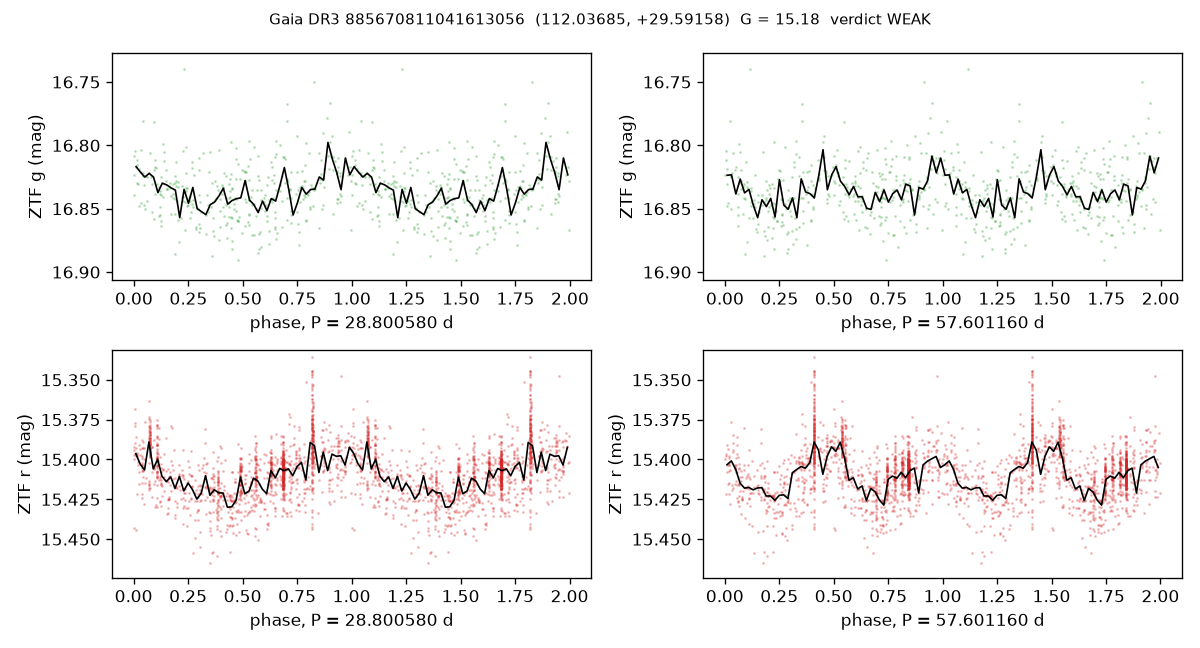 Gaia DR3 885670811041613056  (112.03685, +29.59158)  G = 15.18  verdict WEAK
ZTF g (mag)
16.75
16.80
16.85
16.90
0.00 0.25 0.50 0.75 1.00 1.25 1.50 1.75 2.00
phase, P = 28.800580 d
ZTF g (mag)
16.75
16.80
16.85
16.90
0.00 0.25 0.50 0.75 1.00 1.25 1.50 1.75 2.00
phase, P = 57.601160 d
ZTF r (mag)
15.350
15.375
15.400
15.425
15.450
0.00 0.25 0.50 0.75 1.00 1.25 1.50 1.75 2.00
phase, P = 28.800580 d
ZTF r (mag)
15.350
15.375
15.400
15.425
15.450
0.00 0.25 0.50 0.75 1.00 1.25 1.50 1.75 2.00
phase, P = 57.601160 d